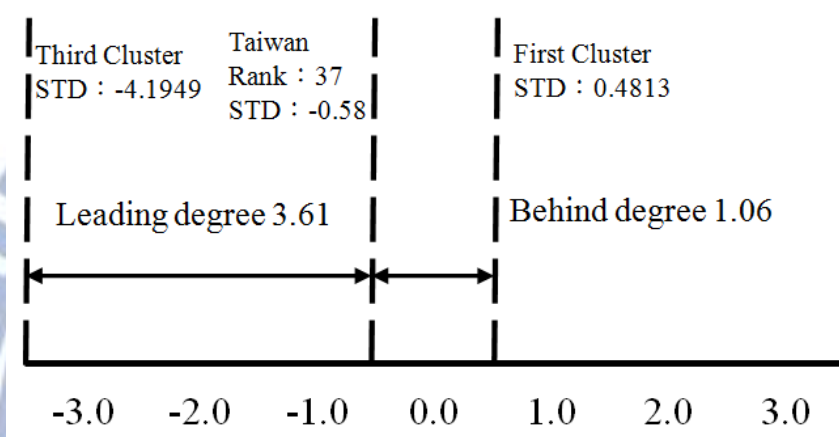 Third Cluster
STD：-4.1949
Taiwan
Rank：37
STD：-0.58
First Cluster
STD：0.4813
Leading degree 3.61
Behind degree 1.06
-3.0 -2.0 -1.0 0.0 1.0 2.0 3.0